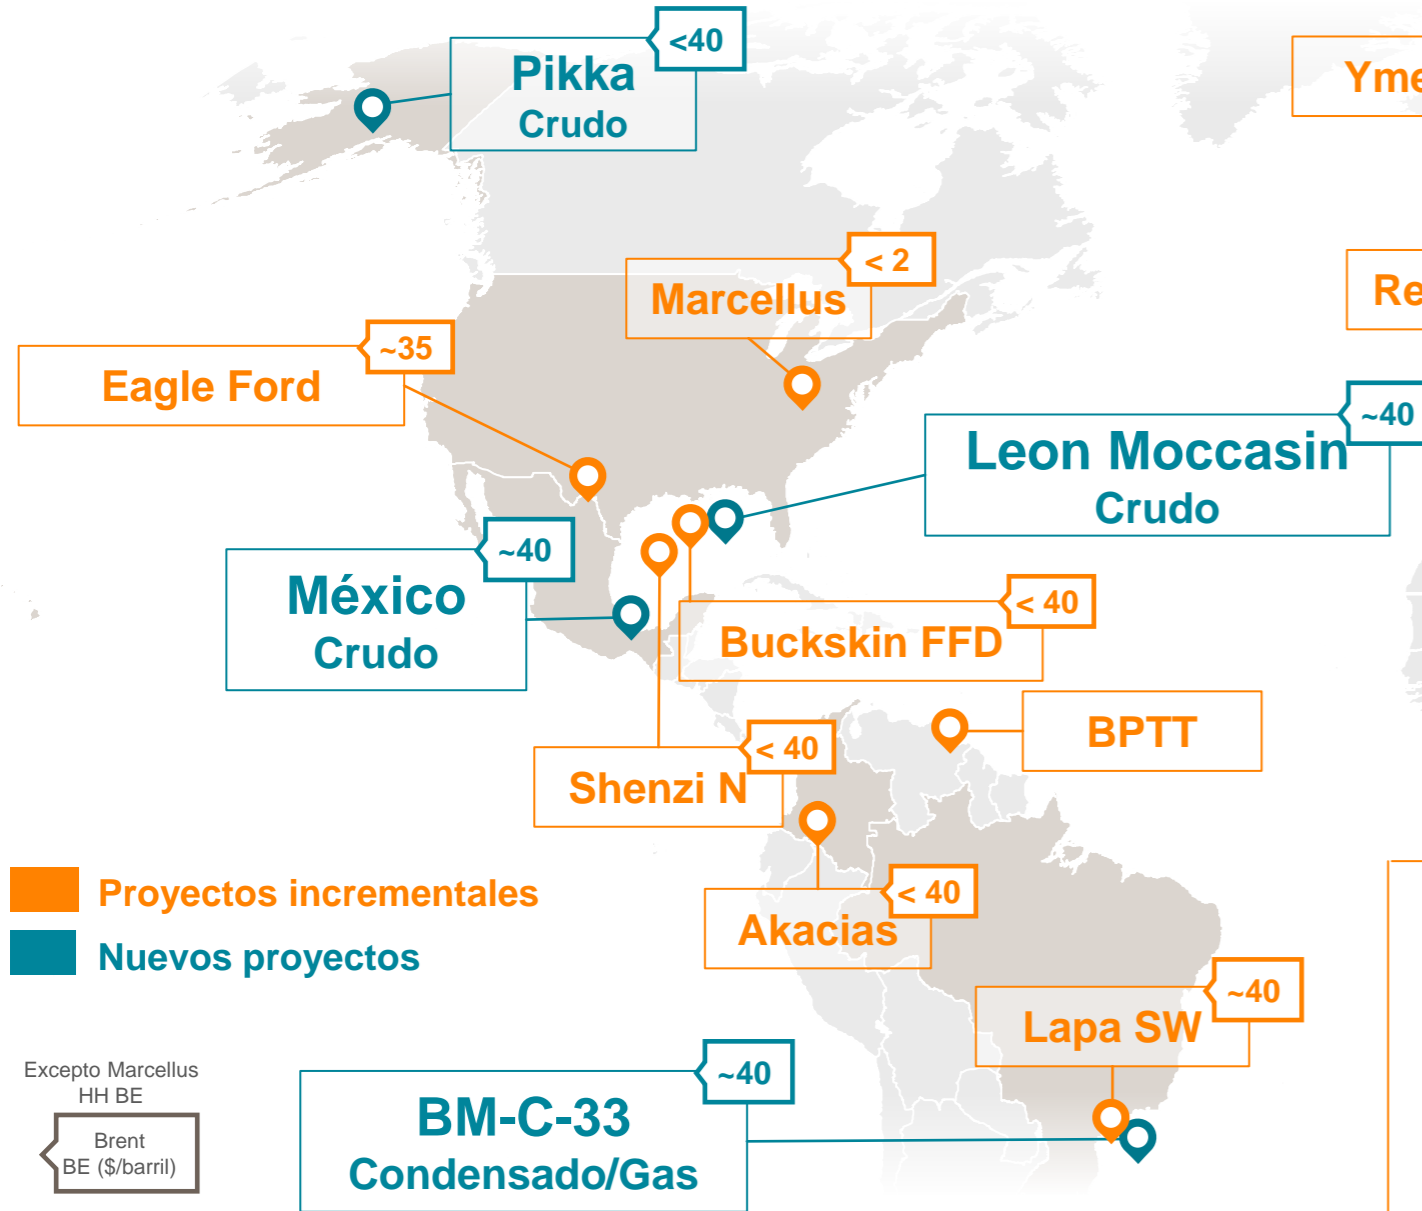 <40
Pikka
Crudo
Yme
< 2
Marcellus
Re
~35
Eagle Ford
~40
Leon Moccasin
Crudo
~40
México
Crudo
< 40
Buckskin FFD
BPTT
< 40
Shenzi N
< 40
Akacias
Proyectos incrementales
Nuevos proyectos
~40
Lapa SW
~40
BM-C-33
Condensado/Gas
Excepto Marcellus
HH BE
Brent
BE ($/barril)